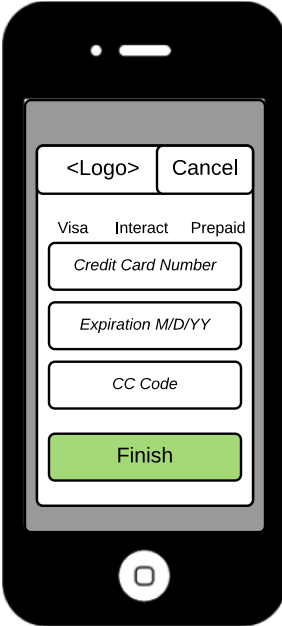 <Logo> Cancel
Visa Interact Prepaid
Credit Card Number
Expiration M/D/YY
CC Code
Finish